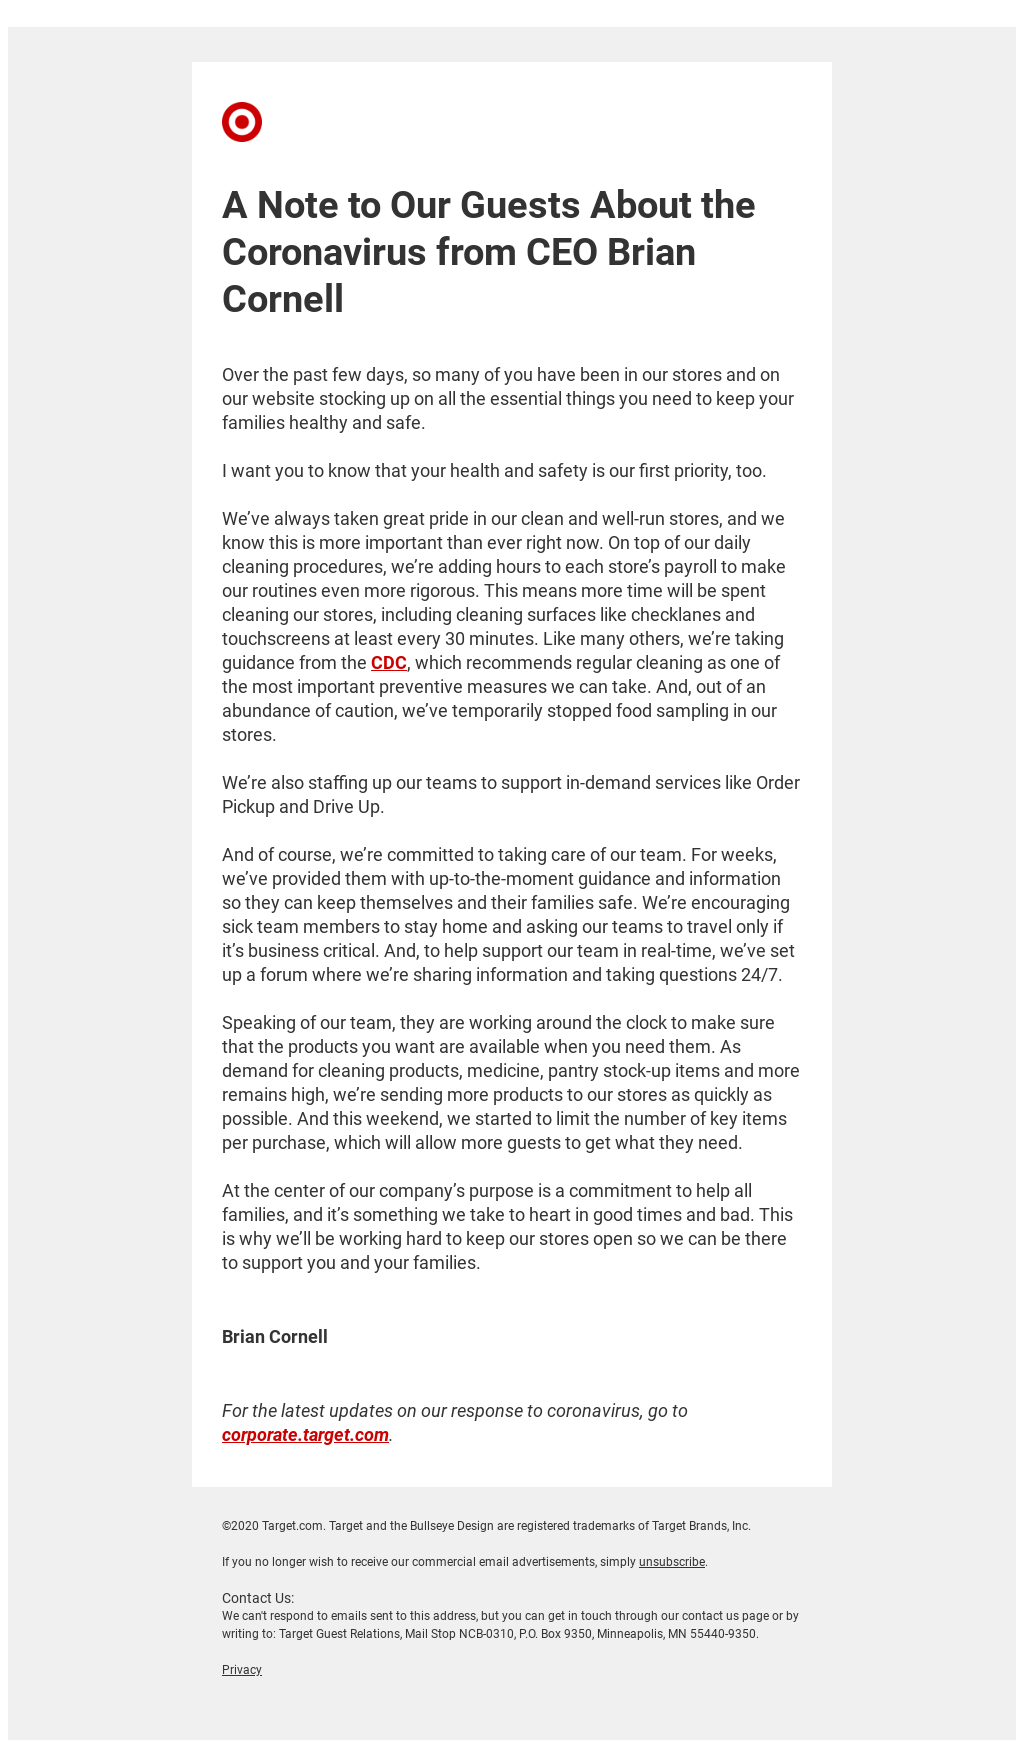 A Note to Our Guests About the
Coronavirus from CEO Brian
Cornell
Over the past few days, so many of you have been in our stores and on
our website stocking up on all the essential things you need to keep your
families healthy and safe.
I want you to know that your health and safety is our first priority, too.
We’ve always taken great pride in our clean and well-run stores, and we
know this is more important than ever right now. On top of our daily
cleaning procedures, we’re adding hours to each store’s payroll to make
our routines even more rigorous. This means more time will be spent
cleaning our stores, including cleaning surfaces like checklanes and
touchscreens at least every 30 minutes. Like many others, we’re taking
guidance from the CDC, which recommends regular cleaning as one of
the most important preventive measures we can take. And, out of an
abundance of caution, we’ve temporarily stopped food sampling in our
stores.
We’re also staffing up our teams to support in-demand services like Order
Pickup and Drive Up.
And of course, we’re committed to taking care of our team. For weeks,
we’ve provided them with up-to-the-moment guidance and information
so they can keep themselves and their families safe. We’re encouraging
sick team members to stay home and asking our teams to travel only if
it’s business critical. And, to help support our team in real-time, we’ve set
up a forum where we’re sharing information and taking questions 24/7.
Speaking of our team, they are working around the clock to make sure
that the products you want are available when you need them. As
demand for cleaning products, medicine, pantry stock-up items and more
remains high, we’re sending more products to our stores as quickly as
possible. And this weekend, we started to limit the number of key items
per purchase, which will allow more guests to get what they need.
At the center of our company’s purpose is a commitment to help all
families, and it’s something we take to heart in good times and bad. This
is why we’ll be working hard to keep our stores open so we can be there
to support you and your families.
Brian Cornell
For the latest updates on our response to coronavirus, go to
corporate.target.com.
©2020 Target.com. Target and the Bullseye Design are registered trademarks of Target Brands, Inc.
If you no longer wish to receive our commercial email advertisements, simply unsubscribe.
Contact Us:
We can't respond to emails sent to this address, but you can get in touch through our contact us page or by
writing to: Target Guest Relations, Mail Stop NCB-0310, P.O. Box 9350, Minneapolis, MN 55440-9350.
Privacy